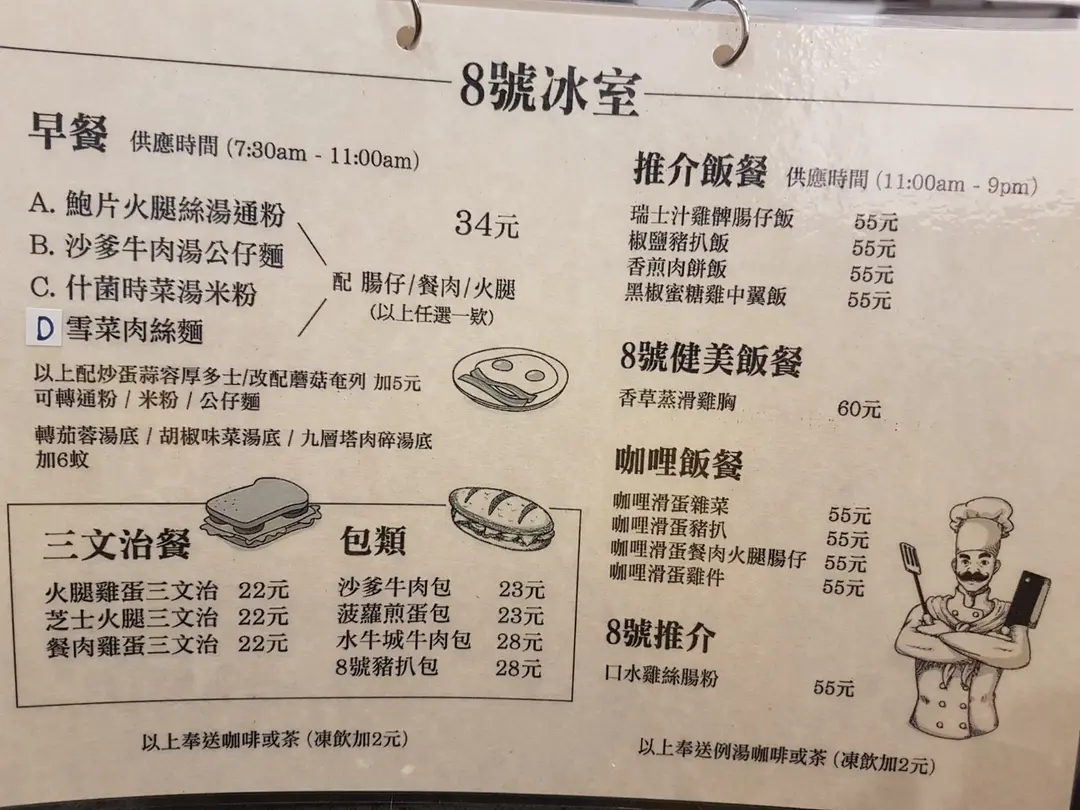 8號冰室
早餐 供應時間 (7:30am - 11:00am)
A. 鮑片火腿絲湯通粉
B. 沙爹牛肉湯公仔麵
C. 什菌時菜湯米粉
D 雪菜肉絲麵
34元
配 腸仔/餐肉/火腿
(以上任選一欵)
以上配炒蛋蒜容厚多士/改配蘑菇奄列 加5元
可轉通粉 / 米粉 / 公仔麵
轉茄蓉湯底 / 胡椒味菜湯底 / 九層塔肉碎湯底
加6蚊
三文治餐
火腿雞蛋三文治 22元
芝士火腿三文治 22元
餐肉雞蛋三文治 22元
包類
沙爹牛肉包 23元
菠蘿煎蛋包 23元
水牛城牛肉包 28元
8號豬扒包 28元
以上奉送咖啡或茶 (凍飲加2元)
推介飯餐 供應時間 (11:00am - 9pm)
瑞士汁雞髀腸仔飯 55元
椒鹽豬扒飯 55元
香煎肉餅飯 55元
黑椒蜜糖雞中翼飯 55元
8號健美飯餐
香草蒸滑雞胸 60元
咖哩飯餐
咖哩滑蛋雜菜 55元
咖哩滑蛋豬扒 55元
咖哩滑蛋餐肉火腿腸仔 55元
咖哩滑蛋雞件 55元
8號推介
口水雞絲腸粉 55元
以上奉送例湯咖啡或茶 (凍飲加2元)